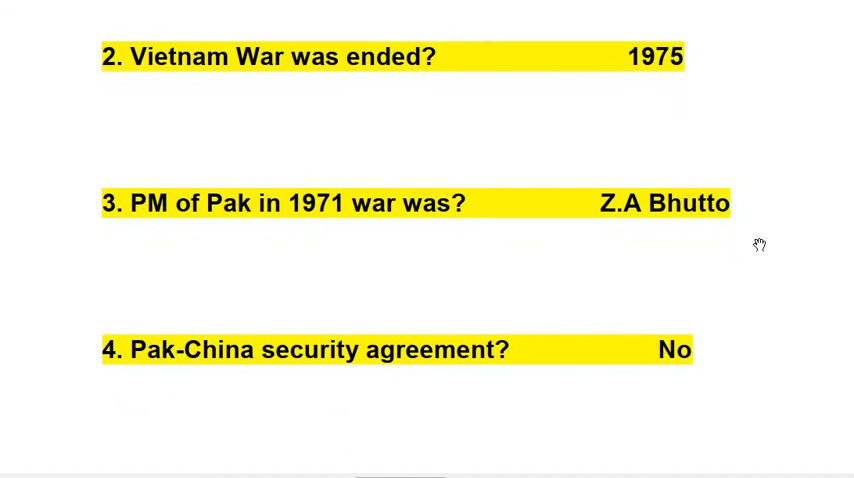 2. Vietnam War was ended? 1975
3. PM of Pak in 1971 war was? Z.A Bhutto
4. Pak-China security agreement? No